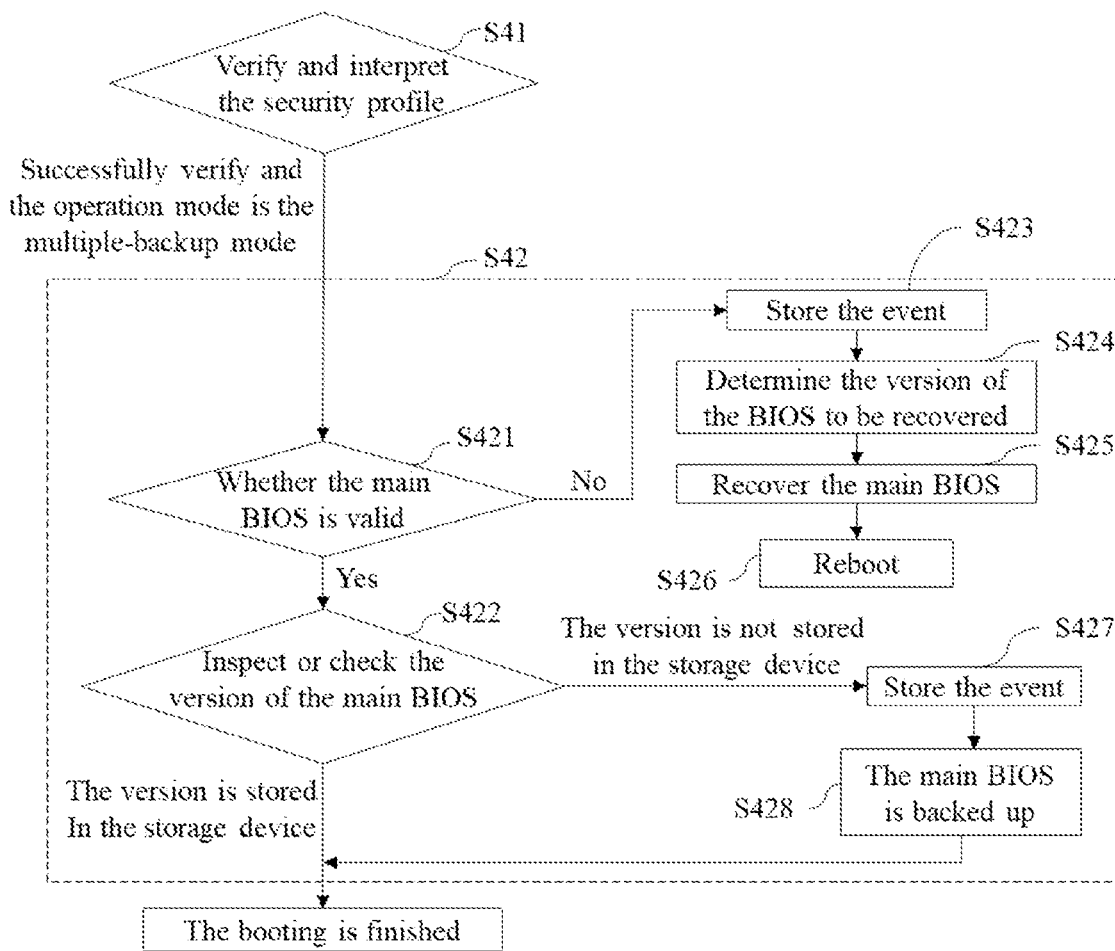 S41
Verify and interpret
the security profile
Successfully verify and
the operation mode is the
multiple-backup mode
S42
S423
Store the event
S424
Determine the version of
the BIOS to be recovered
S425
Recover the main BIOS
S426
Reboot
S421
Whether the main
BIOS is valid
No
Yes
S422
Inspect or check the
version of the main BIOS
The version is not stored
in the storage device
S427
Store the event
S428
The main BIOS
is backed up
The version is stored
In the storage device
The booting is finished